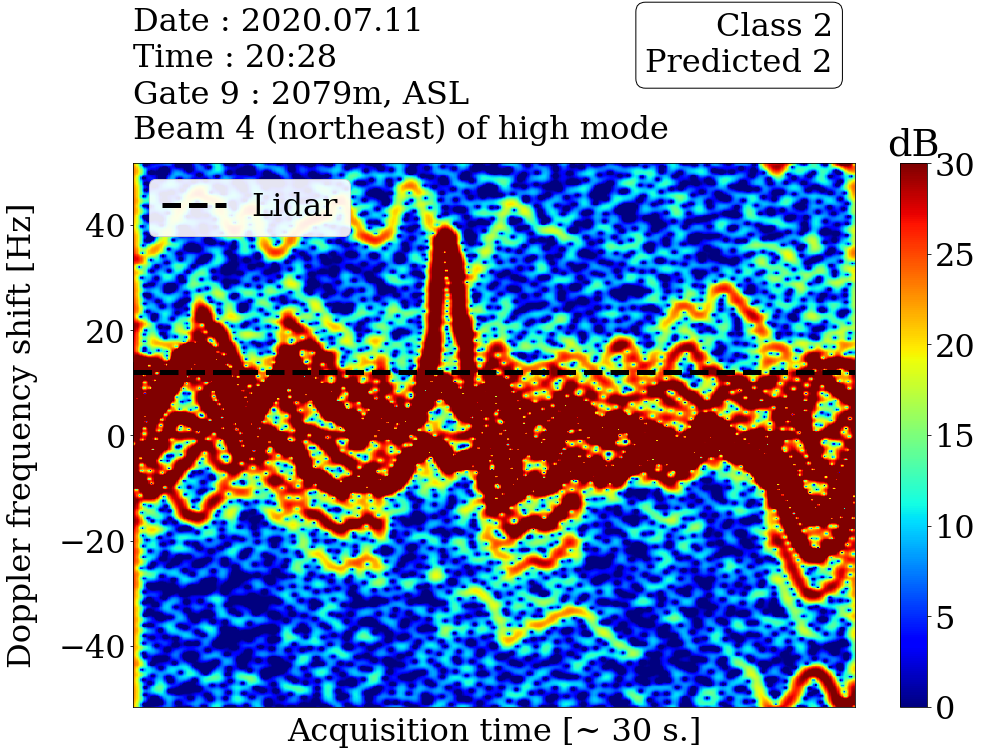 Date : 2020.07.11
Time : 20:28
Gate 9 : 2079m, ASL
Beam 4 (northeast) of high mode
Class 2
Predicted 2
dB
Lidar
Doppler frequency shift [Hz]
40
20
0
−20
−40
30
25
20
15
10
5
0
Acquisition time [~ 30 s.]